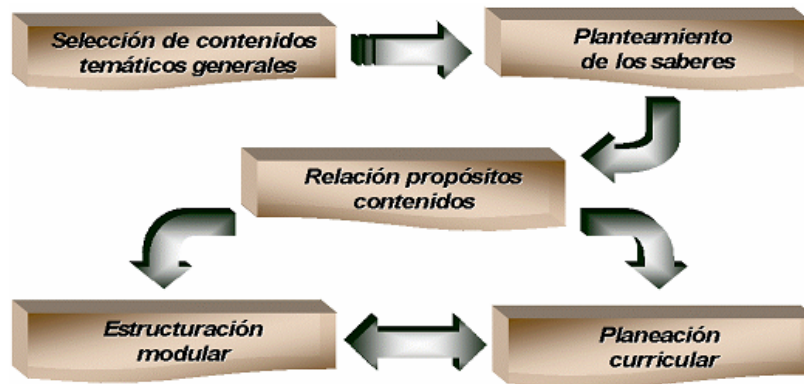 Selección de contenidos
temáticos generales
Planteamiento
de los saberes
Relación propósitos
contenidos
Estructuración
modular
Planeación
curricular